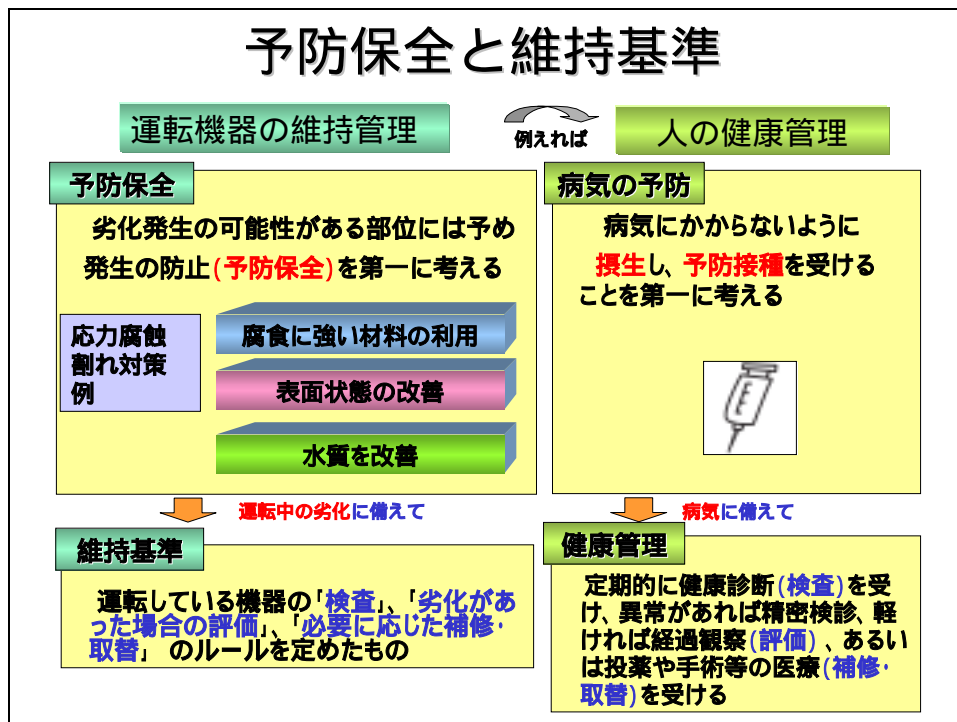 予防保全と維持基準
運転機器の維持管理
例えれば
人の健康管理
予防保全
劣化発生の可能性がある部位には予め
発生の防止(予防保全)を第一に考える
応力腐蝕
割れ対策
例
腐食に強い材料の利用
表面状態の改善
水質を改善
運転中の劣化に備えて
維持基準
運転している機器の「検査」、「劣化があ
った場合の評価」、「必要に応じた補修・
取替」 のルールを定めたもの
病気の予防
病気にかからないように
摂生し、予防接種を受ける
ことを第一に考える
病気に備えて
健康管理
定期的に健康診断(検査)を受
け、異常があれば精密検診、軽
ければ経過観察(評価) 、あるい
は投薬や手術等の医療(補修・
取替)を受ける